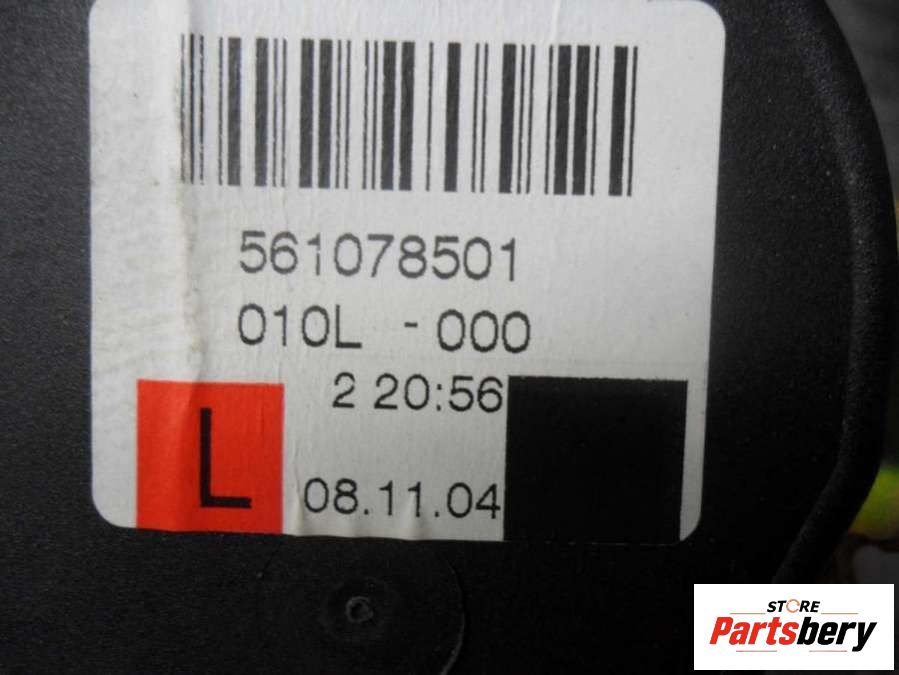 561078501
010L - 000
2 20:56
L
08.11.04
STORE
Partsbery